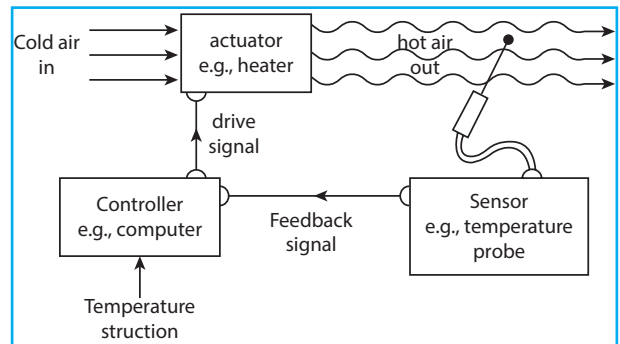 Cold air
in
actuator
e.g., heater
hot air
out
drive
signal
Controller
e.g., computer
Feedback
signal
Sensor
e.g., temperature
probe
Temperature
struction